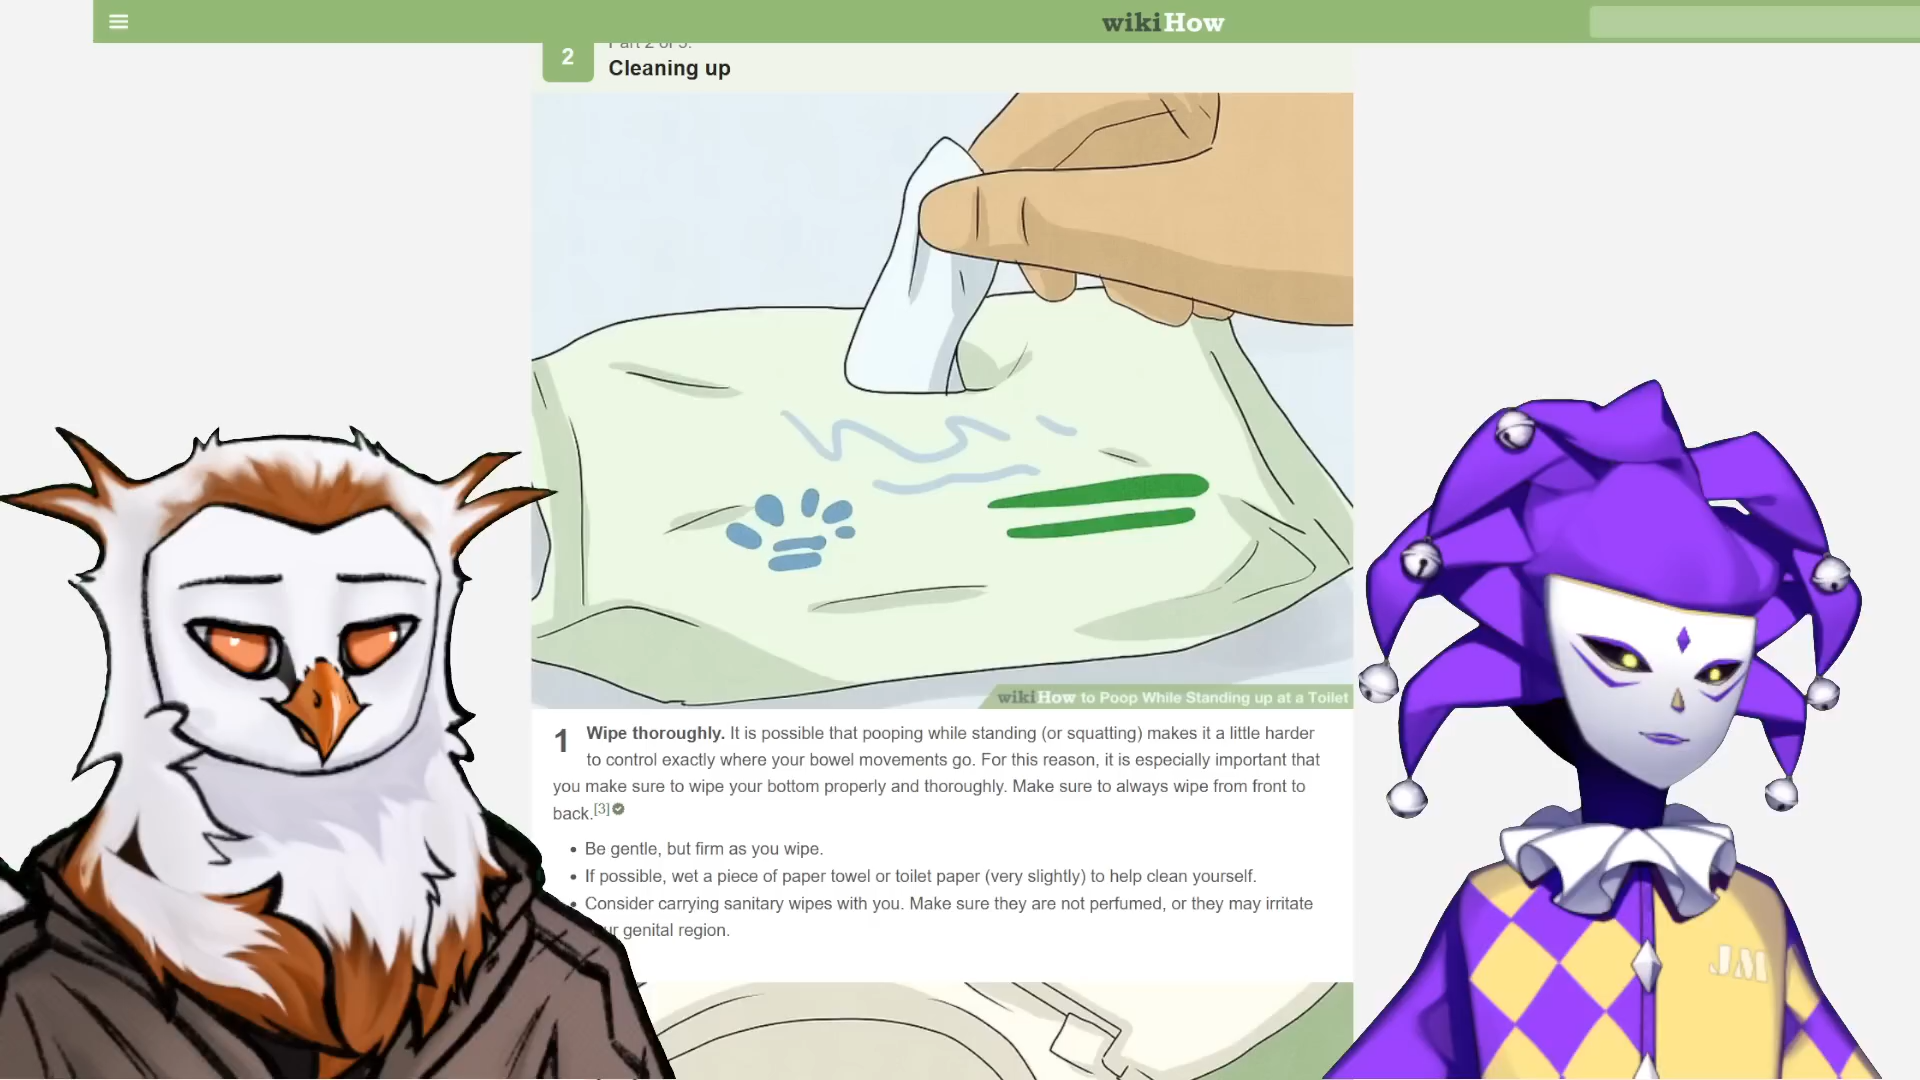 wikiHow
2
Part 2 of 3:
Cleaning up
wikiHow to Poop While Standing up at a Toilet
1 Wipe thoroughly. It is possible that pooping while standing (or squatting) makes it a little harder
to control exactly where your bowel movements go. For this reason, it is especially important that
you make sure to wipe your bottom properly and thoroughly. Make sure to always wipe from front to
back.[3]
• Be gentle, but firm as you wipe.
• If possible, wet a piece of paper towel or toilet paper (very slightly) to help clean yourself.
• Consider carrying sanitary wipes with you. Make sure they are not perfumed, or they may irritate
genital region.
JM